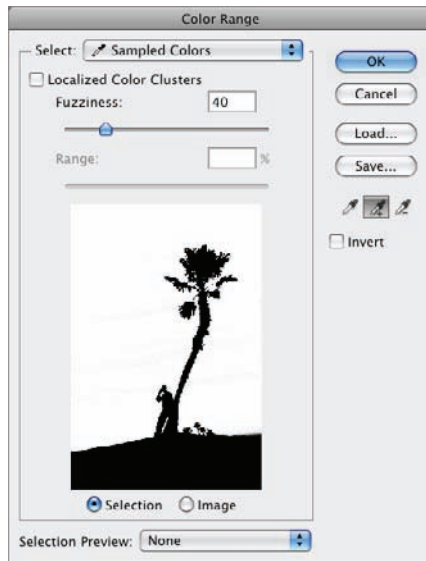 Color Range
Select: Sampled Colors
OK
Localized Color Clusters
Cancel
Fuzziness: 40
Load...
Range: %
Save...
Invert
Selection Image
Selection Preview: None